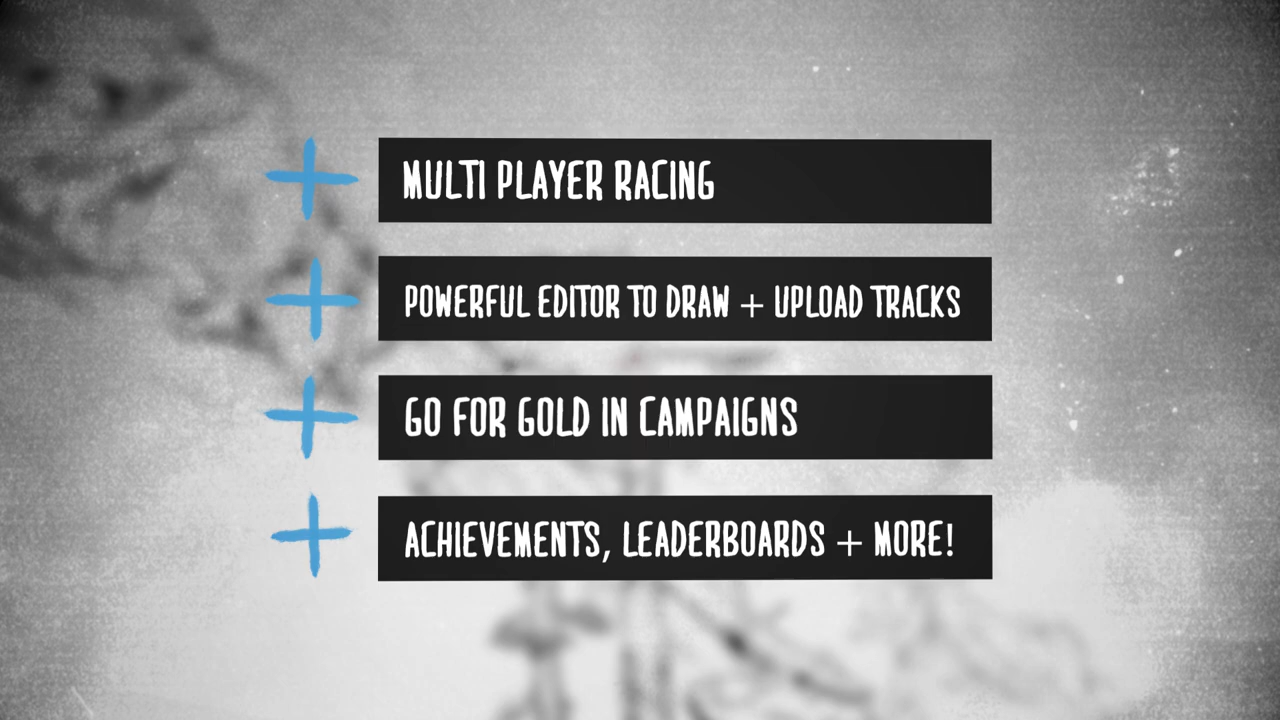 MULTI PLAYER RACING
POWERFUL EDITOR TO DRAW + UPLOAD TRACKS
GO FOR GOLD IN CAMPAIGNS
ACHIEVEMENTS, LEADERBOARDS + MORE!